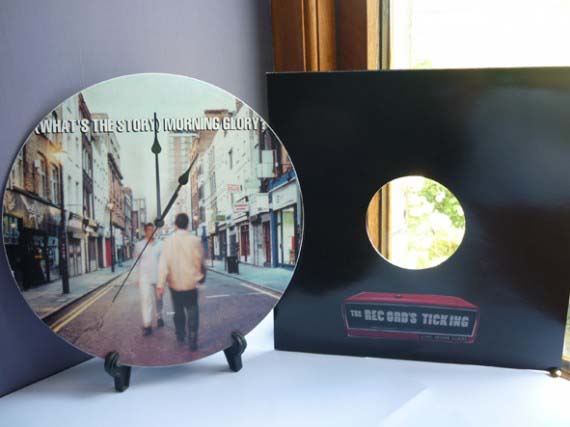 (WHAT'S THE STORY) MORNING GLORY?
THE RECORD'S TICKING